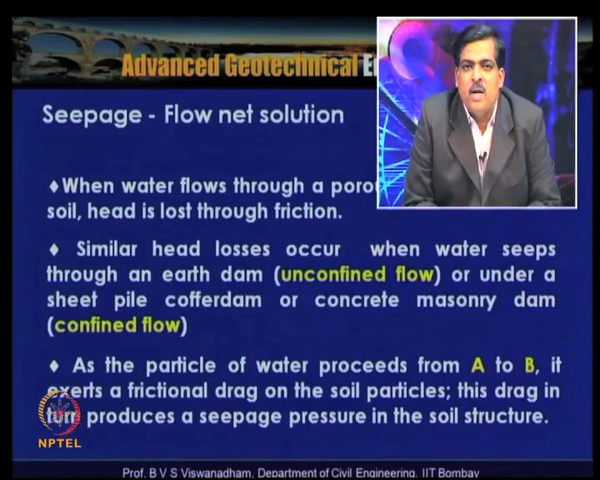 Advanced Geotechnical E
Seepage - Flow net solution
♦When water flows through a poro
soil, head is lost through friction.
♦ Similar head losses occur when water seeps
through an earth dam (unconfined flow) or under a
sheet pile cofferdam or concrete masonry dam
(confined flow)
♦ As the particle of water proceeds from A to B, it
exerts a frictional drag on the soil particles; this drag in
turn produces a seepage pressure in the soil structure.
NPTEL
Prof. B V S Viswanadham, Department of Civil Engineering, IIT Bombay